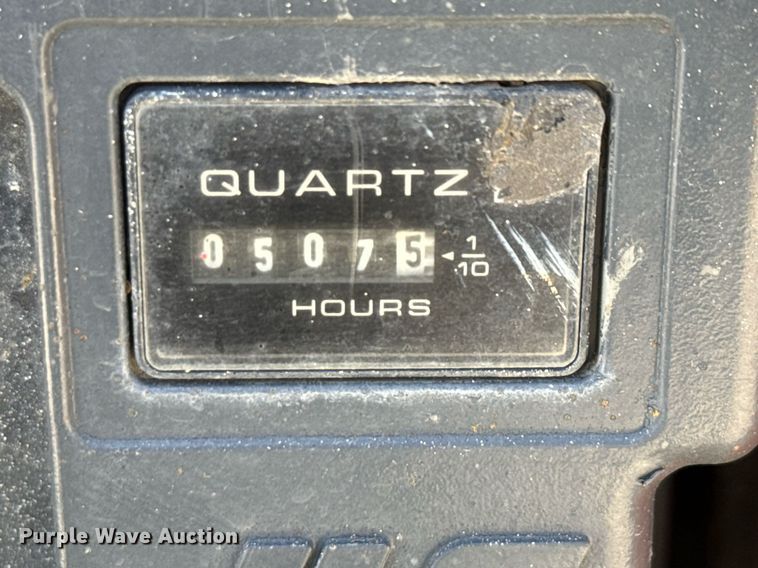 QUARTZ
05075 ◄ 1/10
HOURS
Purple Wave Auction